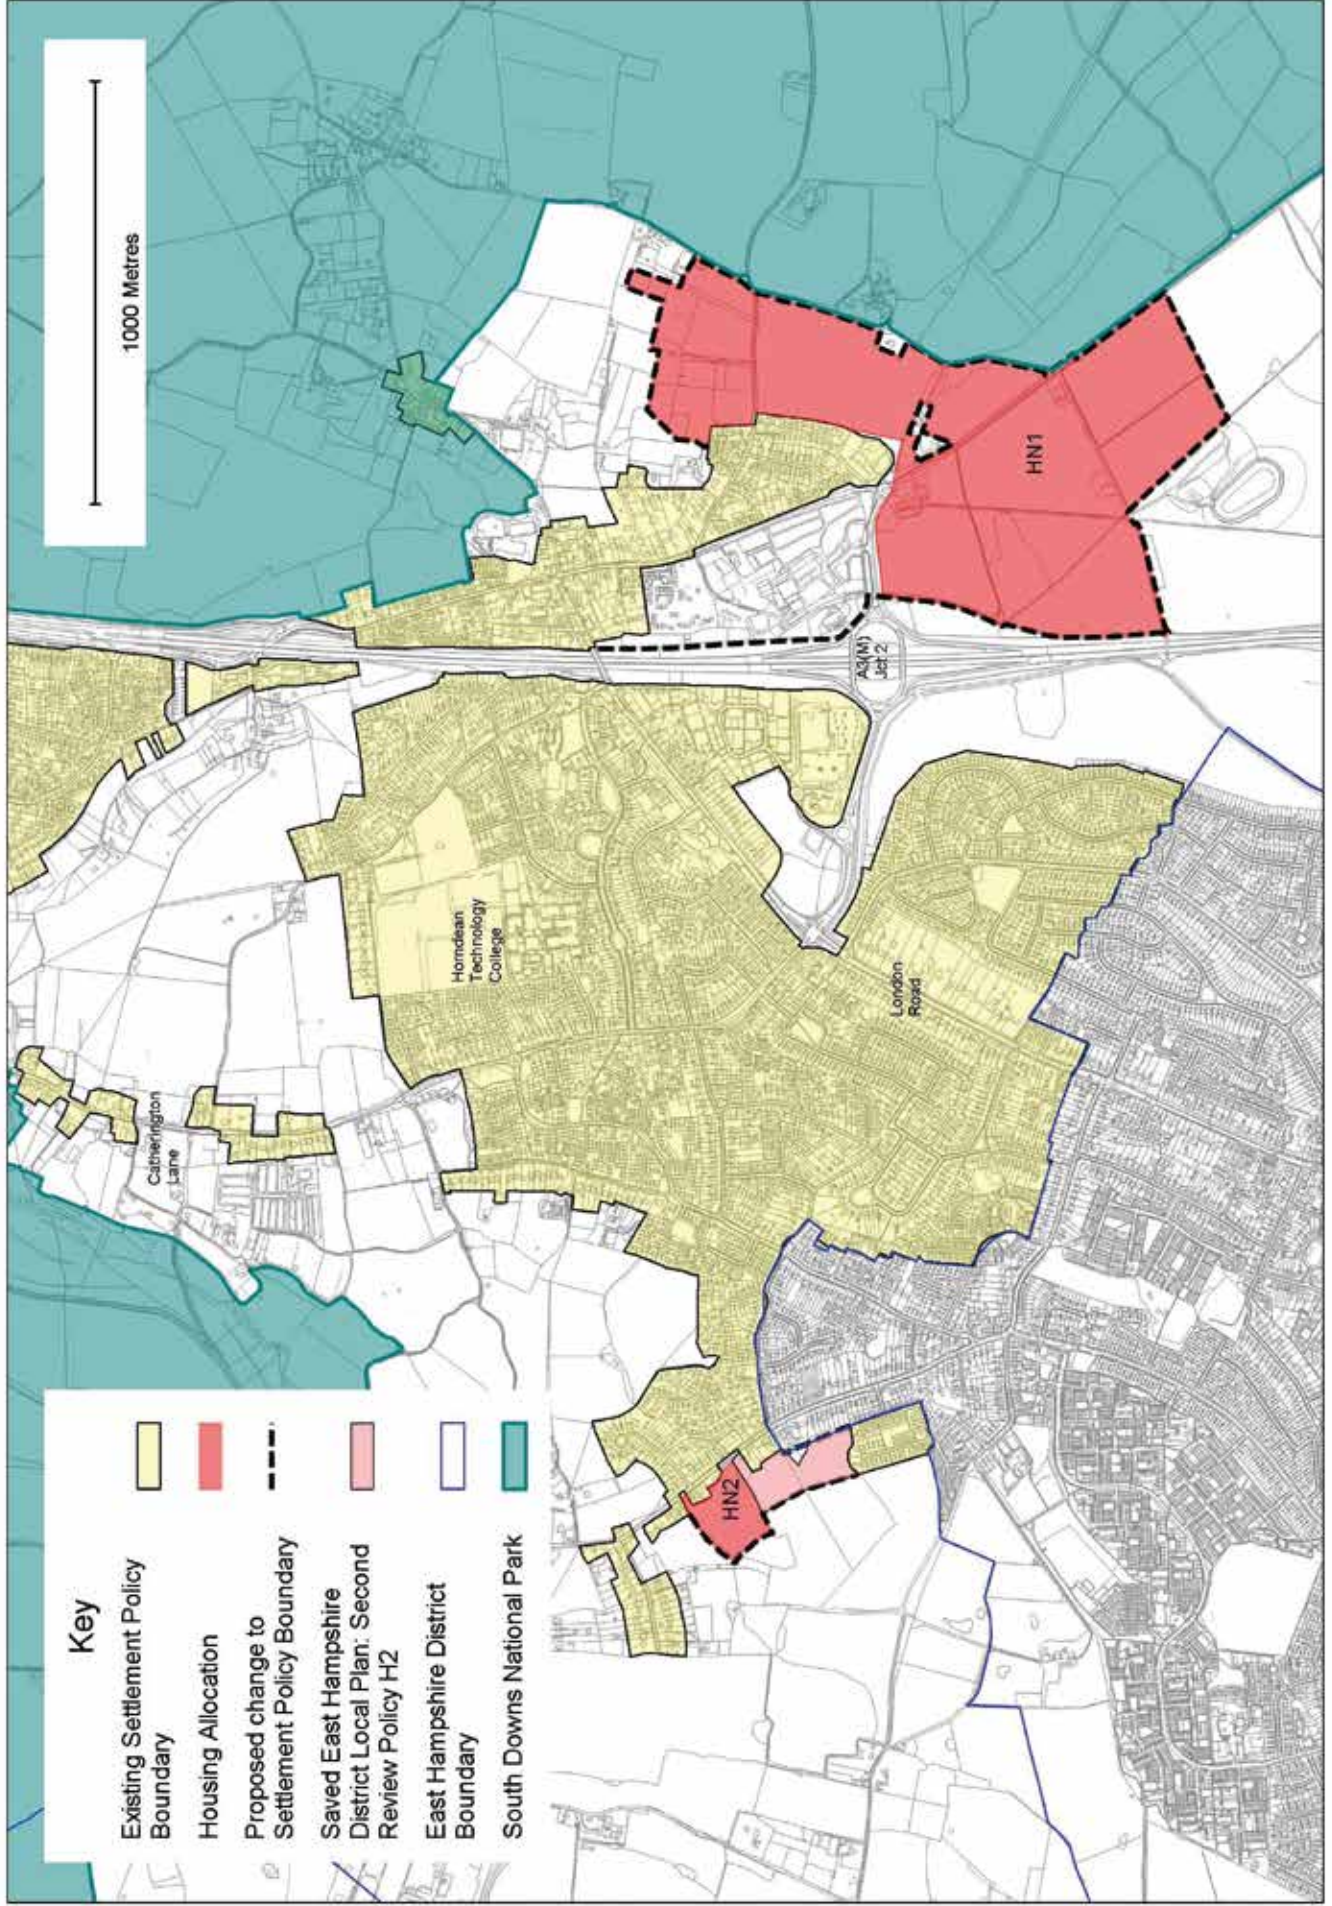 Key
Existing Settlement Policy
Boundary
Housing Allocation
Proposed change to
Settlement Policy Boundary
Saved East Hampshire
District Local Plan: Second
Review Policy H2
East Hampshire District
Boundary
South Downs National Park
1000 Metres
Catherington
Lane
Horndean
Technology
College
London
Road
A3(M)
Jct 2
HN1
HN2